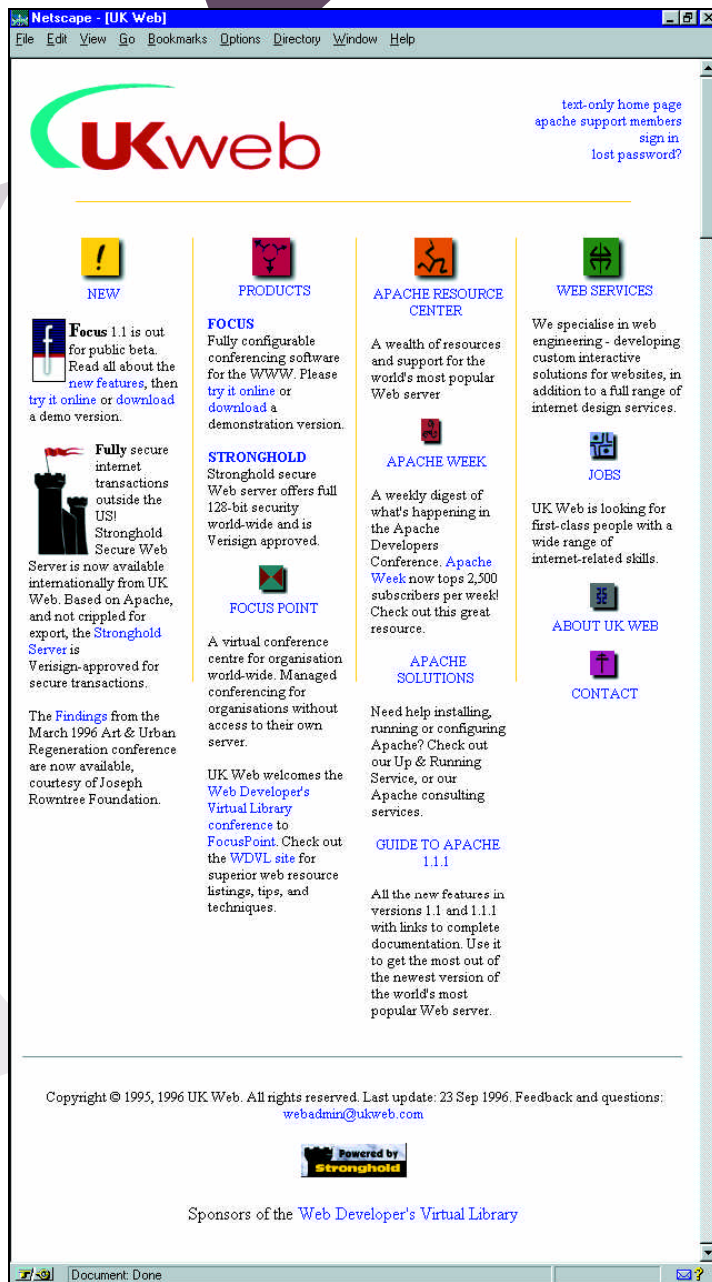 Netscape - [UK Web]
File Edit View Go Bookmarks Options Directory Window Help
UKweb
text-only home page
apache support members
sign in
lost password?
NEW
Focus 1.1 is out
for public beta.
Read all about the
new features, then
try it online or download
a demo version.
Fully secure
internet
transactions
outside the
US!
Stronghold
Secure Web
Server is now available
internationally from UK
Web. Based on Apache,
and not crippled for
export, the Stronghold
Server is
Verisign-approved for
secure transactions.
The Findings from the
March 1996 Art & Urban
Regeneration conference
are now available,
courtesy of Joseph
Rowntree Foundation.
PRODUCTS
FOCUS
Fully configurable
conferencing software
for the WWW. Please
try it online or
download a
demonstration version.
STRONGHOLD
Stronghold secure
Web server offers full
128-bit security
world-wide and is
Verisign approved.
FOCUS POINT
A virtual conference
centre for organisation
world-wide. Managed
conferencing for
organisations without
access to their own
server.
UK Web welcomes the
Web Developer's
Virtual Library
conference to
FocusPoint. Check out
the WDVL site for
superior web resource
listings, tips, and
techniques.
APACHE RESOURCE
CENTER
A wealth of resources
and support for the
world's most popular
Web server
APACHE WEEK
A weekly digest of
what's happening in
the Apache
Developers
Conference. Apache
Week now tops 2,500
subscribers per week!
Check out this great
resource.
APACHE
SOLUTIONS
Need help installing,
running or configuring
Apache? Check out
our Up & Running
Service, or our
Apache consulting
services.
GUIDE TO APACHE
1.1.1
All the new features in
versions 1.1 and 1.1.1
with links to complete
documentation. Use it
to get the most out of
the newest version of
the world's most
popular Web server.
WEB SERVICES
We specialise in web
engineering - developing
custom interactive
solutions for websites, in
addition to a full range of
internet design services.
JOBS
UK Web is looking for
first-class people with a
wide range of
internet-related skills.
ABOUT UK WEB
CONTACT
Copyright © 1995, 1996 UK Web. All rights reserved. Last update: 23 Sep 1996. Feedback and questions:
webadmin@ukweb.com
Powered by
Stronghold
Sponsors of the Web Developer's Virtual Library
Document: Done